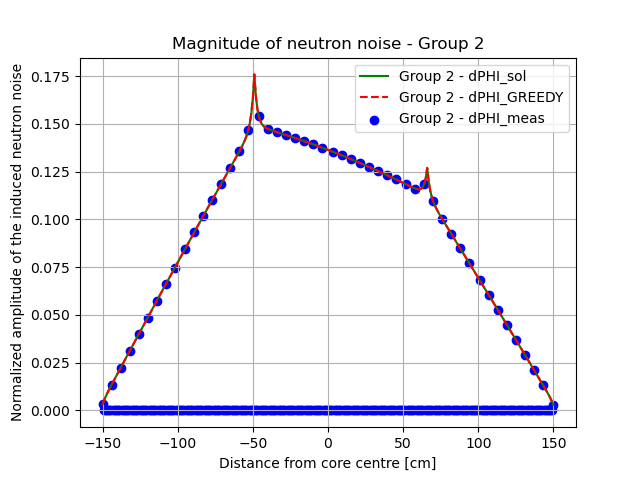 Magnitude of neutron noise - Group 2
Normalized amplitude of the induced neutron noise
0.175
0.150
0.125
0.100
0.075
0.050
0.025
0.000
Group 2 - dPHI_sol
Group 2 - dPHI_GREEDY
Group 2 - dPHI_meas
−150 −100 −50 0 50 100 150
Distance from core centre [cm]